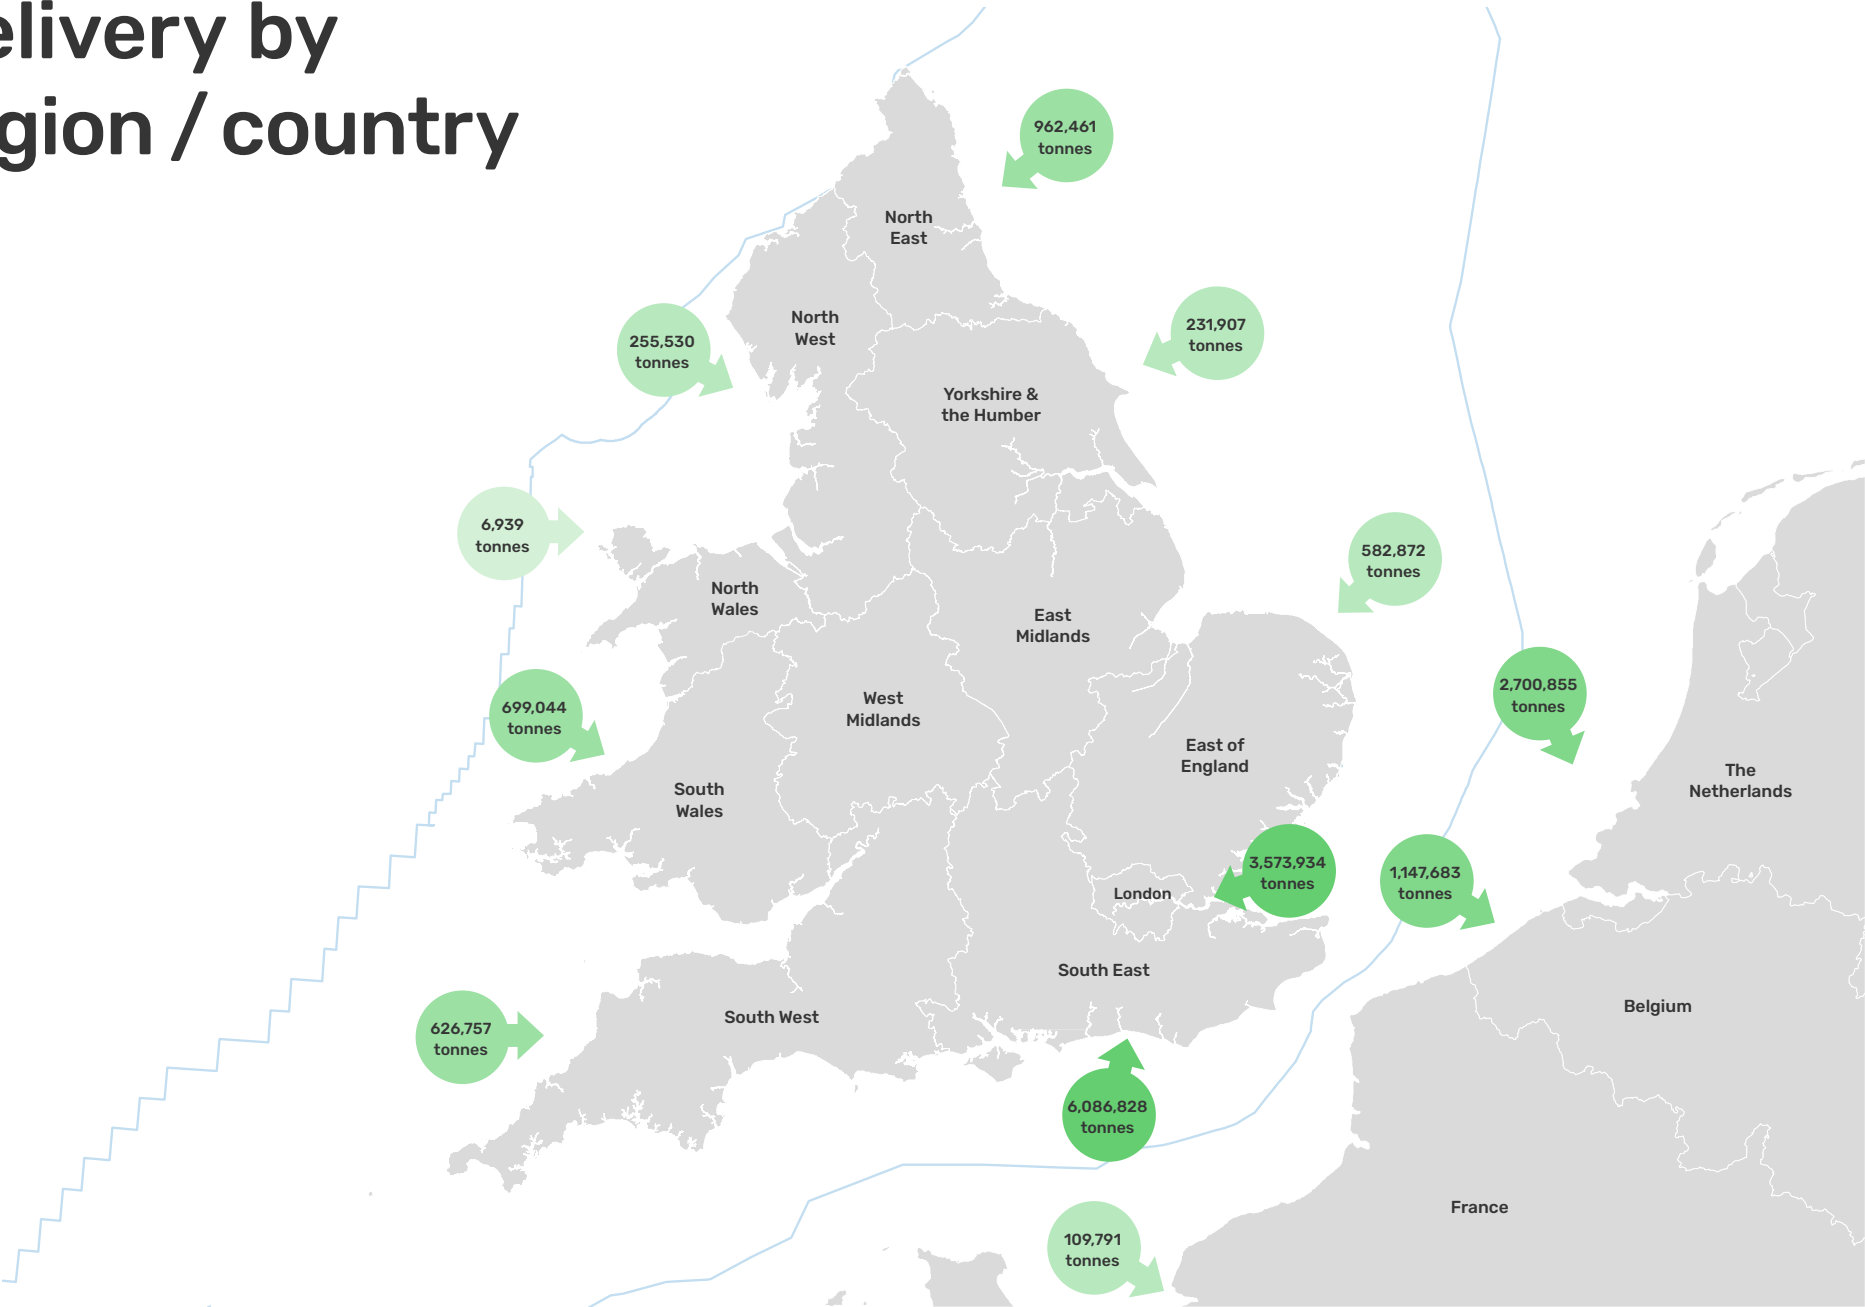 elivery by
gion / country
962,461
tonnes
North
East
North
West
255,530
tonnes
231,907
tonnes
Yorkshire &
the Humber
6,939
tonnes
582,872
tonnes
North
Wales
East
Midlands
699,044
tonnes
West
Midlands
2,700,855
tonnes
East of
England
The
Netherlands
South
Wales
3,573,934
tonnes
London
1,147,683
tonnes
South East
Belgium
South West
626,757
tonnes
6,086,828
tonnes
France
109,791
tonnes